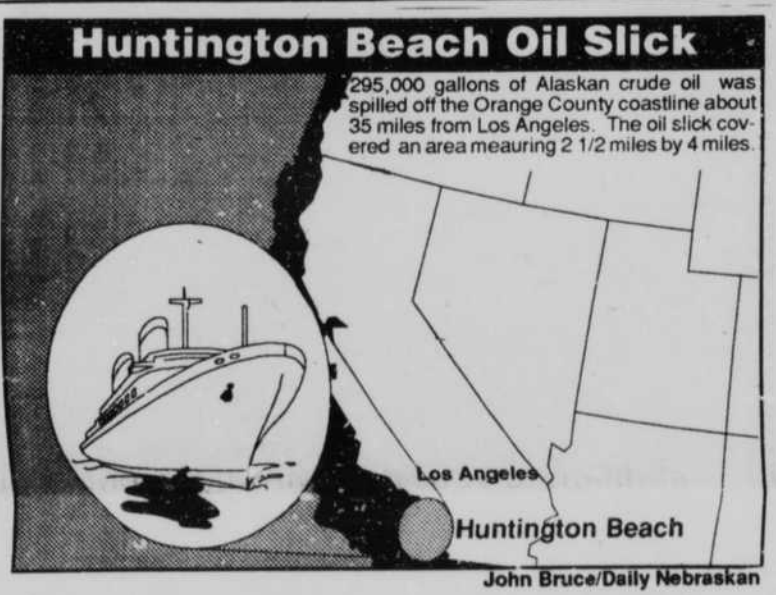 Huntington Beach Oil Slick
295,000 gallons of Alaskan crude oil was
spilled off the Orange County coastline about
35 miles from Los Angeles. The oil slick cov-
ered an area meauring 2 1/2 miles by 4 miles.
Los Angeles
Huntington Beach
John Bruce/Daily Nebraskan